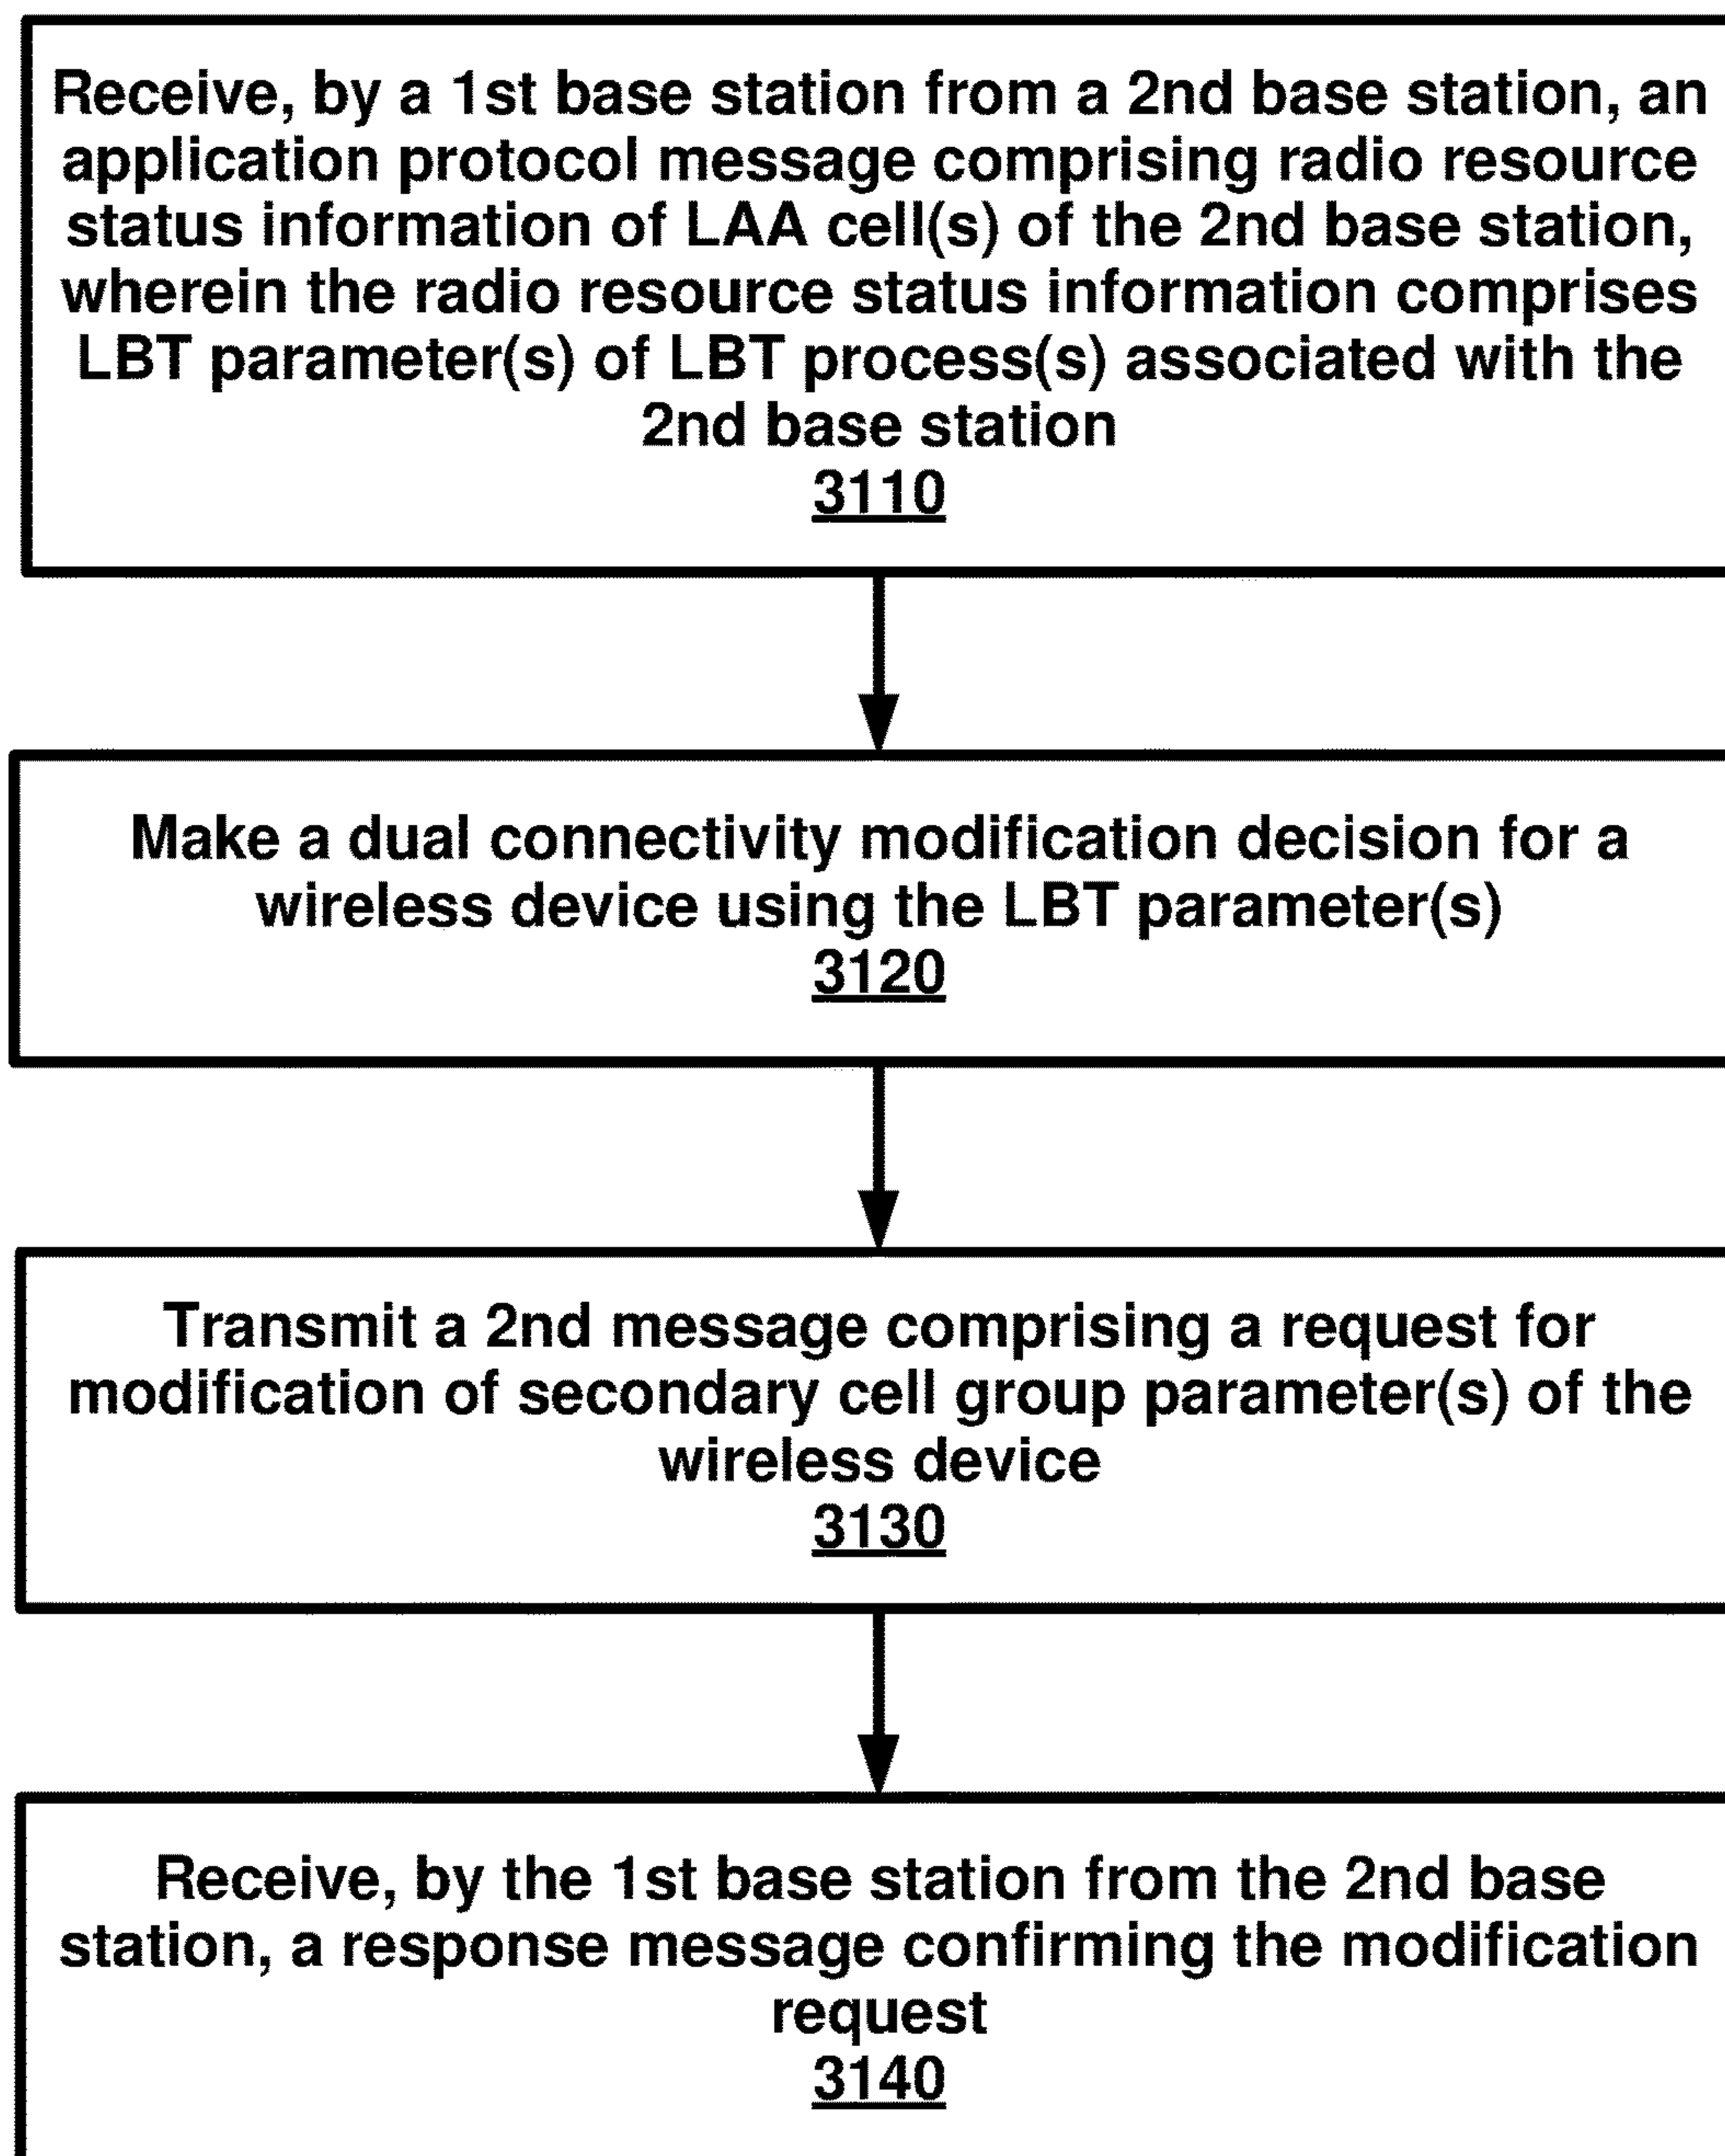 Receive, by a 1st base station from a 2nd base station, an
application protocol message comprising radio resource
status information of LAA cell(s) of the 2nd base station,
wherein the radio resource status information comprises
LBT parameter(s) of LBT process(s) associated with the
2nd base station
3110
Make a dual connectivity modification decision for a
wireless device using the LBT parameter(s)
3120
Transmit a 2nd message comprising a request for
modification of secondary cell group parameter(s) of the
wireless device
3130
Receive, by the 1st base station from the 2nd base
station, a response message confirming the modification
request
3140